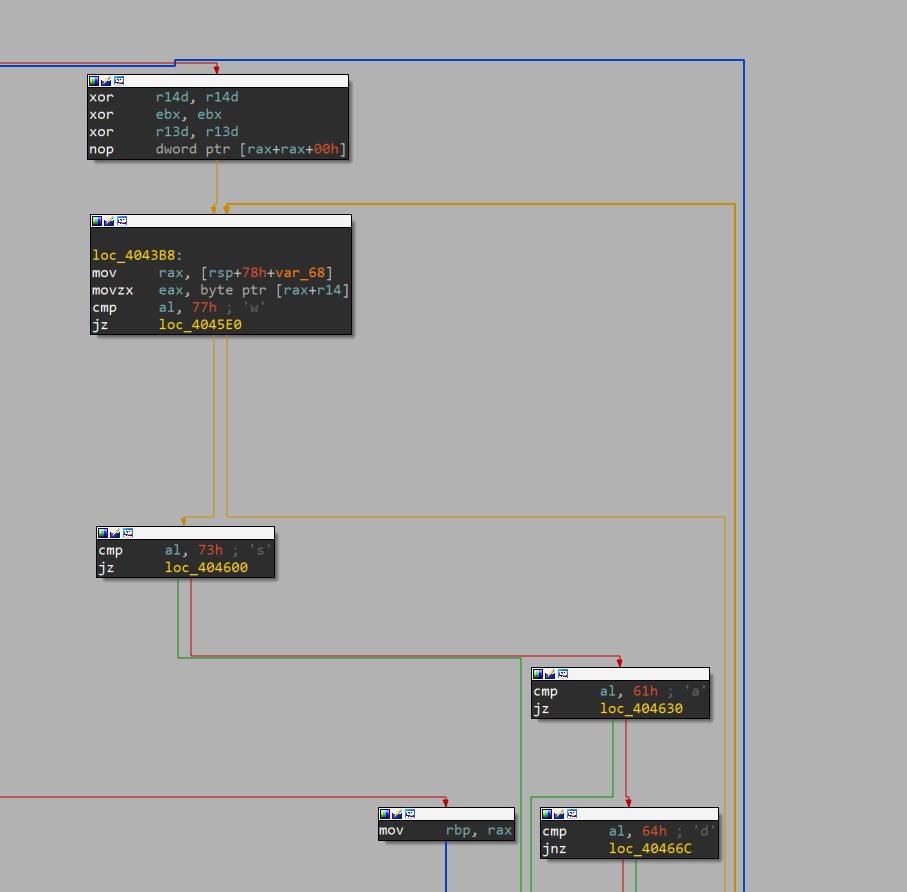 xor r14d, r14d
xor ebx, ebx
xor r13d, r13d
nop dword ptr [rax+rax+00h]
loc_4043B8:
mov rax, [rsp+78h+var_68]
movzx eax, byte ptr [rax+r14]
cmp al, 77h ; 'w'
jz loc_4045E0
cmp al, 73h ; 's'
jz loc_404600
cmp al, 61h ; 'a'
jz loc_404630
mov rbp, rax
cmp al, 64h ; 'd'
jnz loc_40466C